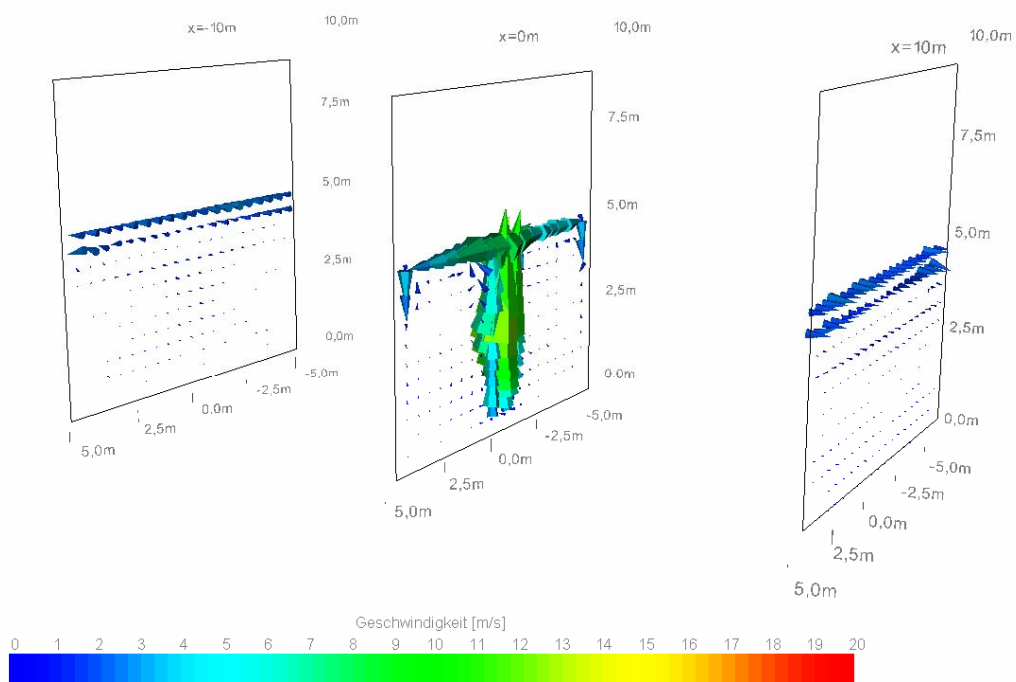 x=-10m
10,0m
7,5m
5,0m
2,5m
0,0m
-5,0m
-2,5m
0,0m
2,5m
5,0m
x=0m
10,0m
7,5m
5,0m
2,5m
0,0m
-5,0m
-2,5m
0,0m
2,5m
5,0m
x=10m
10,0m
7,5m
5,0m
2,5m
0,0m
-5,0m
-2,5m
0,0m
2,5m
5,0m
Geschwindigkeit [m/s]
0 1 2 3 4 5 6 7 8 9 10 11 12 13 14 15 16 17 18 19 20